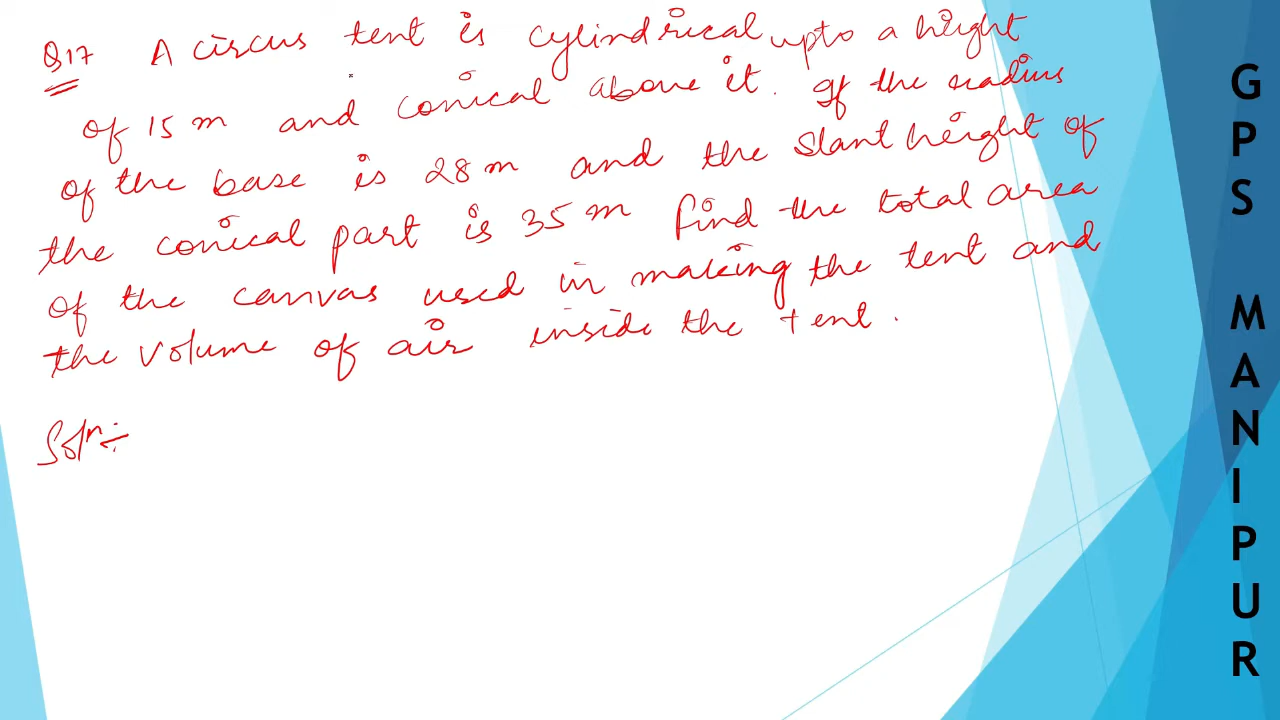 Q17 A circus tent is cylindrical upto a height
of 15 m and conical above it. If the radius
of the base is 28 m and the slant height of
the conical part is 35 m find the total area
of the canvas used in making the tent and
the volume of air inside the tent.
Soln:-
GPS MANIPUR